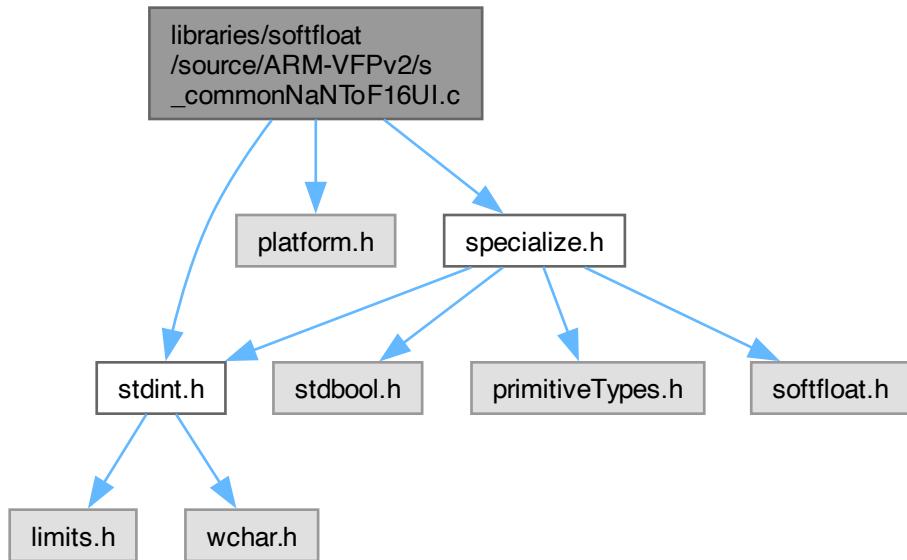 libraries/softfloat
/source/ARM-VFPv2/s
_commonNaNToF16UI.c
platform.h
specialize.h
stdint.h
stdbool.h
primitiveTypes.h
softfloat.h
limits.h
wchar.h